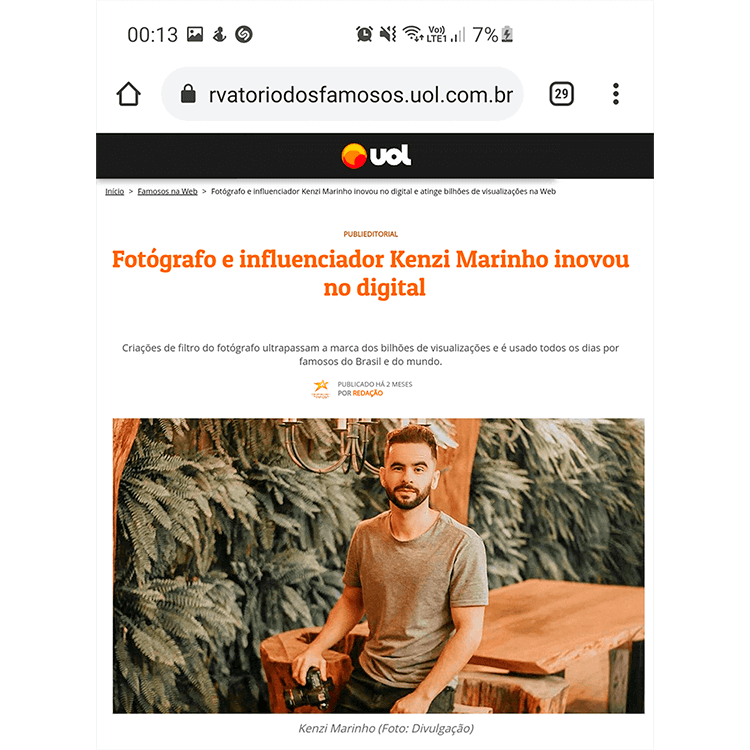 00:13
Vo))
LTE1
7%
rvatoriodosfamosos.uol.com.br
29
uol
Início > Famosos na Web > Fotógrafo e influenciador Kenzi Marinho inovou no digital e atinge bilhões de visualizações na Web
PUBLIEDITORIAL
Fotógrafo e influenciador Kenzi Marinho inovou
no digital
Criações de filtro do fotógrafo ultrapassam a marca dos bilhões de visualizações e é usado todos os dias por
famosos do Brasil e do mundo.
PUBLICADO HÁ 2 MESES
POR REDAÇÃO
Kenzi Marinho (Foto: Divulgação)